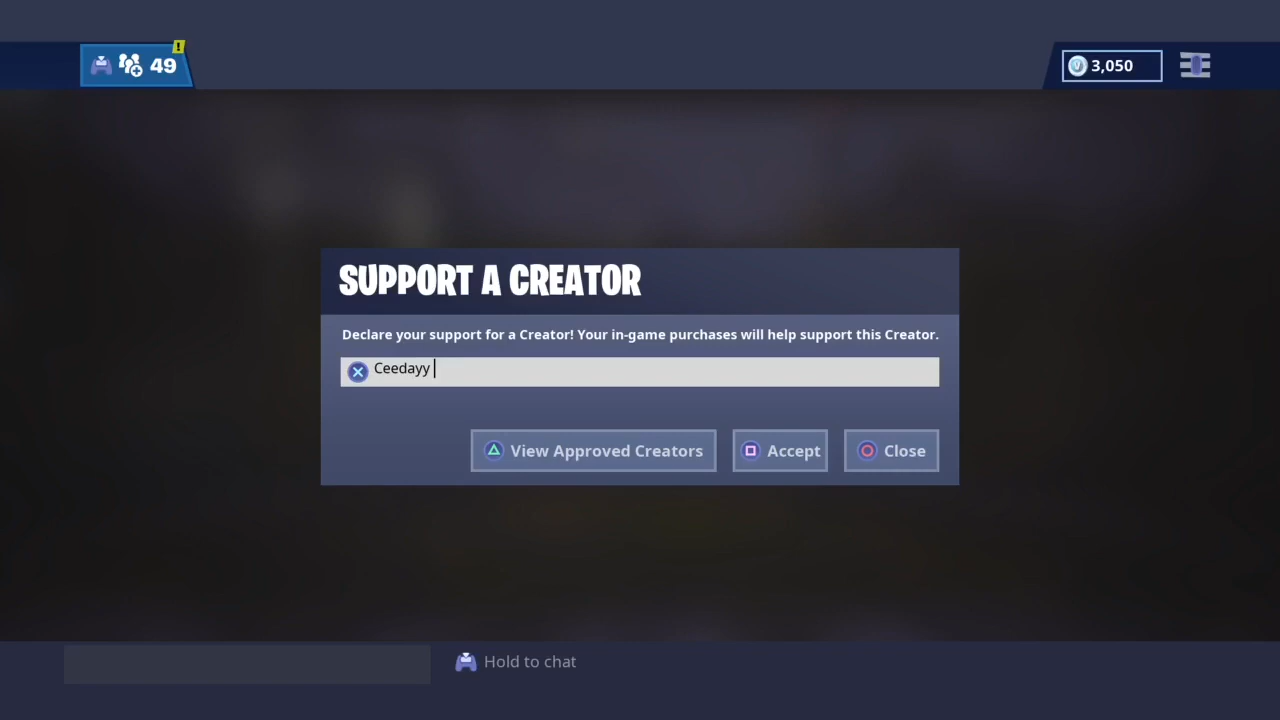 49
!
3,050
SUPPORT A CREATOR
Declare your support for a Creator! Your in-game purchases will help support this Creator.
Ceedayy
View Approved Creators
Accept
Close
Hold to chat